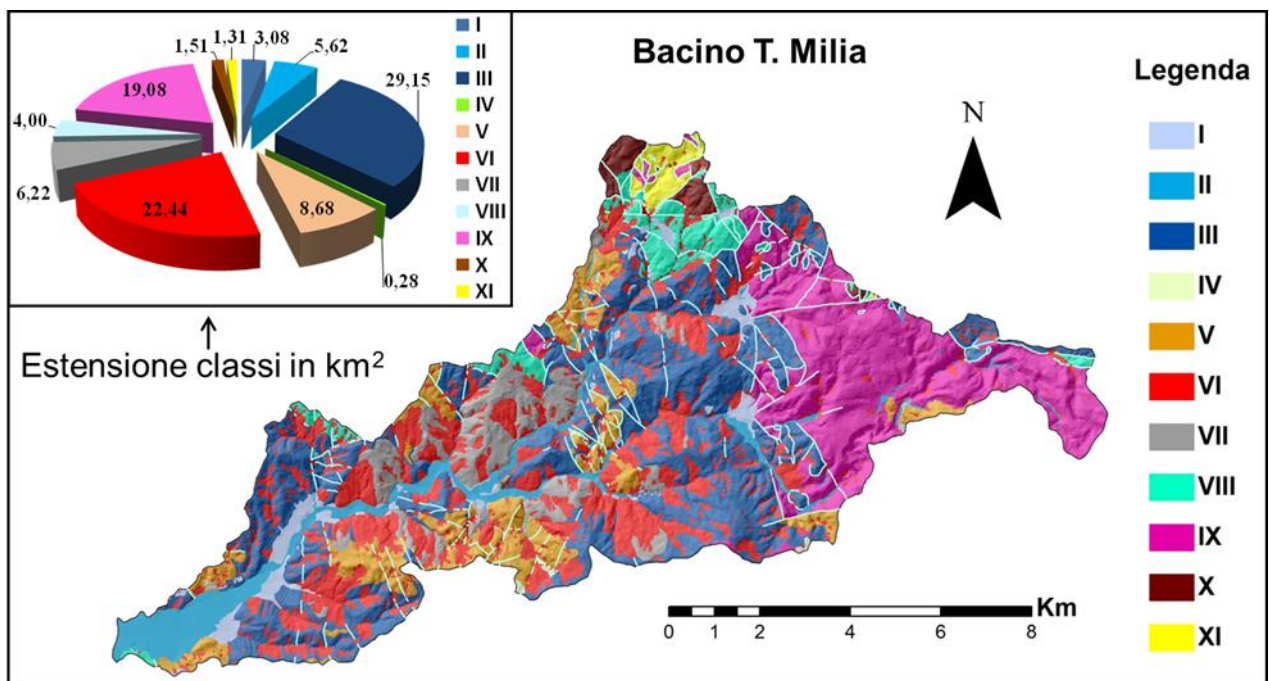 Bacino T. Milia
1,51
1,31
3,08
5,62
29,15
19,08
4,00
6,22
22,44
8,68
0,28
I
II
III
IV
V
VI
VII
VIII
IX
X
XI
Estensione classi in km²
N
Legenda
I
II
III
IV
V
VI
VII
VIII
IX
X
XI
Km
0 1 2 4 6 8